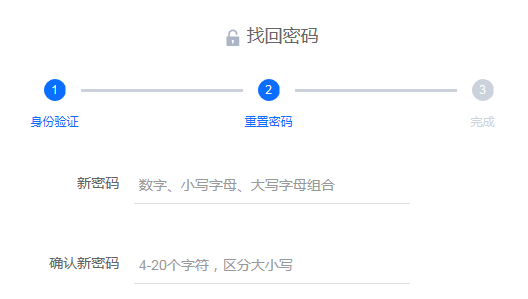 找回密码
1 2 3
身份验证 重置密码 完成
新密码 数字、小写字母、大写字母组合
确认新密码 4-20个字符，区分大小写